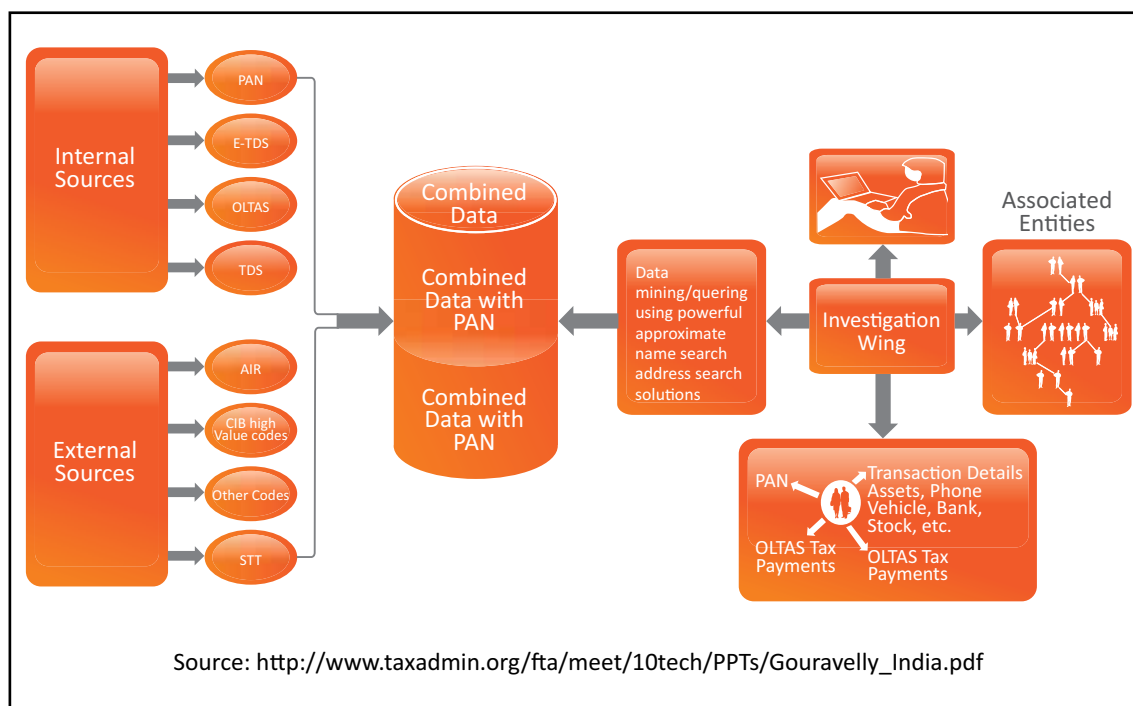 Internal
Sources
PAN
E-TDS
OLTAS
TDS
External
Sources
AIR
CIB high
Value codes
Other Codes
STT
Combined
Data
Combined
Data with
PAN
Combined
Data with
PAN
Data
mining/quering
using powerful
approximate
name search
address search
solutions
Investigation
Wing
Associated
Entities
PAN
Transaction Details
Assets, Phone
Vehicle, Bank,
Stock, etc.
OLTAS Tax
Payments
OLTAS Tax
Payments
Source: http://www.taxadmin.org/fta/meet/10tech/PPTs/Gouravelly_India.pdf